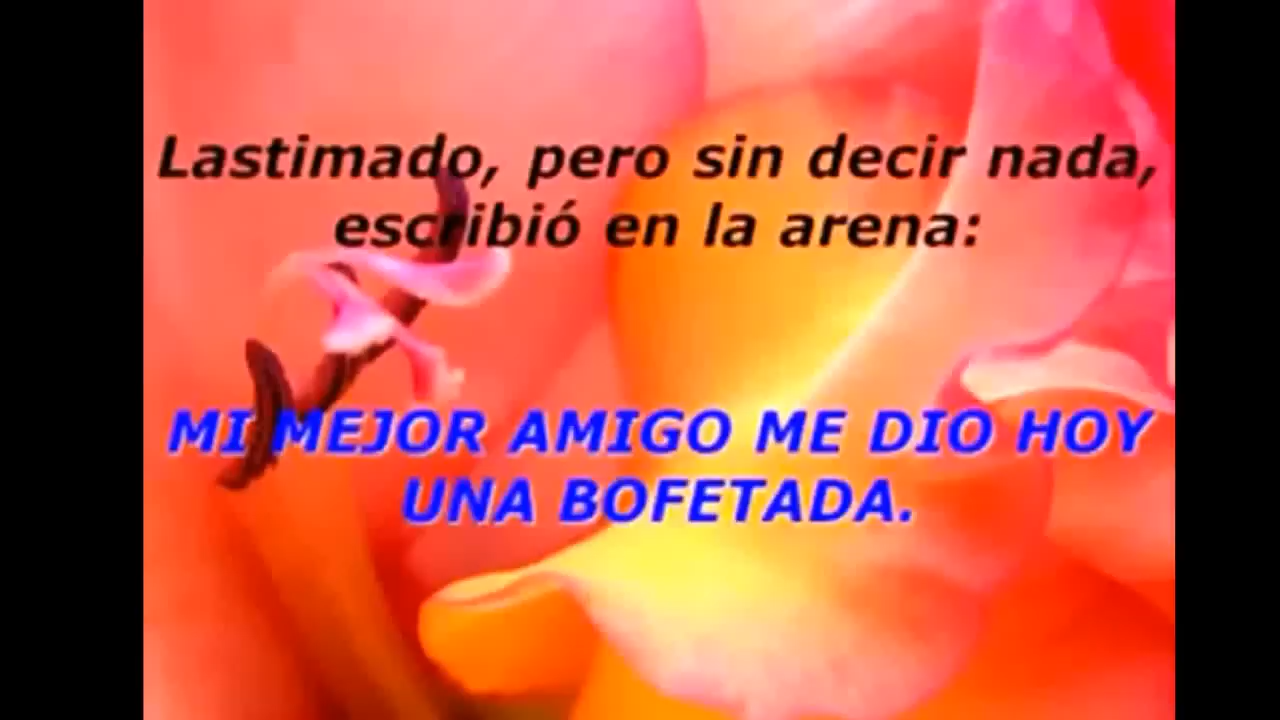 Lastimado, pero sin decir nada,
escribió en la arena:
MI MEJOR AMIGO ME DIO HOY
UNA BOFETADA.